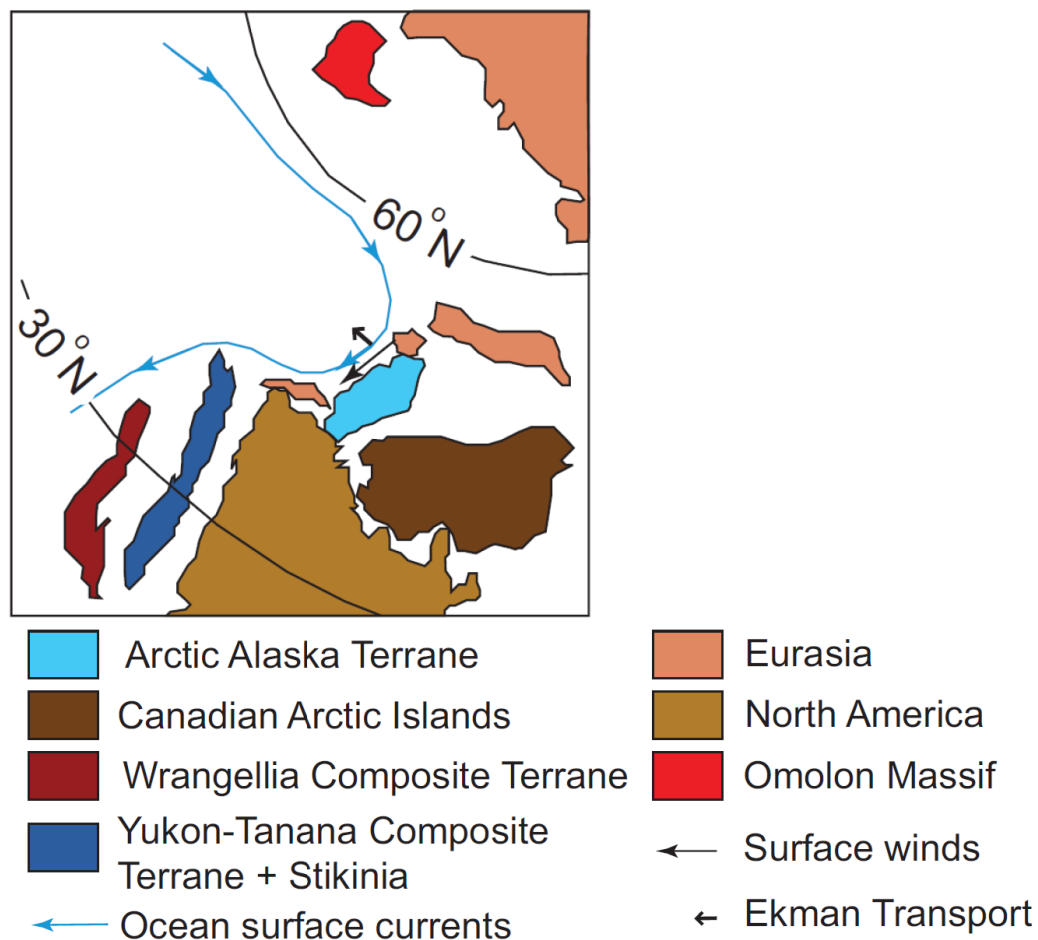 60°N
30°N
Arctic Alaska Terrane
Eurasia
Canadian Arctic Islands
North America
Wrangellia Composite Terrane
Omolon Massif
Yukon-Tanana Composite
Terrane + Stikinia
Surface winds
Ocean surface currents
Ekman Transport